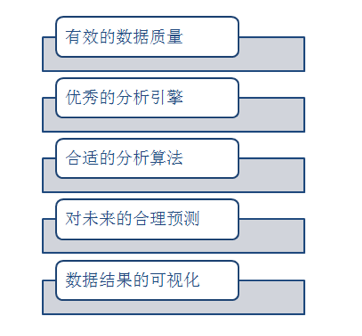 有效的数据质量
优秀的分析引擎
合适的分析算法
对未来的合理预测
数据结果的可视化